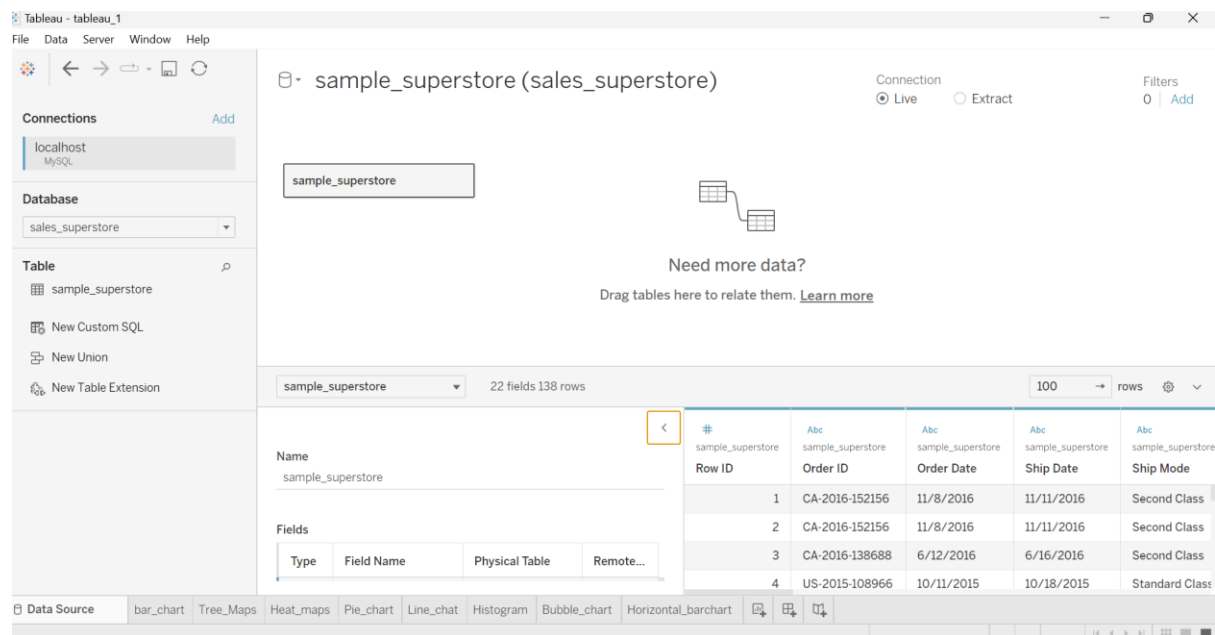 Tableau - tableau_1
File Data Server Window Help
sample_superstore (sales_superstore)
Connection
Live Extract
Filters
0 Add
Connections Add
localhost
MySQL
Database
sales_superstore
Table
sample_superstore
New Custom SQL
New Union
New Table Extension
sample_superstore
Need more data?
Drag tables here to relate them. Learn more
sample_superstore 22 fields 138 rows 100 → rows
Name
sample_superstore
Fields
Type Field Name Physical Table Remote...
# Abc Abc Abc Abc
sample_superstore sample_superstore sample_superstore sample_superstore sample_superstore
Row ID Order ID Order Date Ship Date Ship Mode
1 CA-2016-152156 11/8/2016 11/11/2016 Second Class
2 CA-2016-152156 11/8/2016 11/11/2016 Second Class
3 CA-2016-138688 6/12/2016 6/16/2016 Second Class
4 US-2015-108966 10/11/2015 10/18/2015 Standard Class
Data Source bar_chart Tree_Maps Heat_maps Pie_chart Line_chat Histogram Bubble_chart Horizontal_barchart